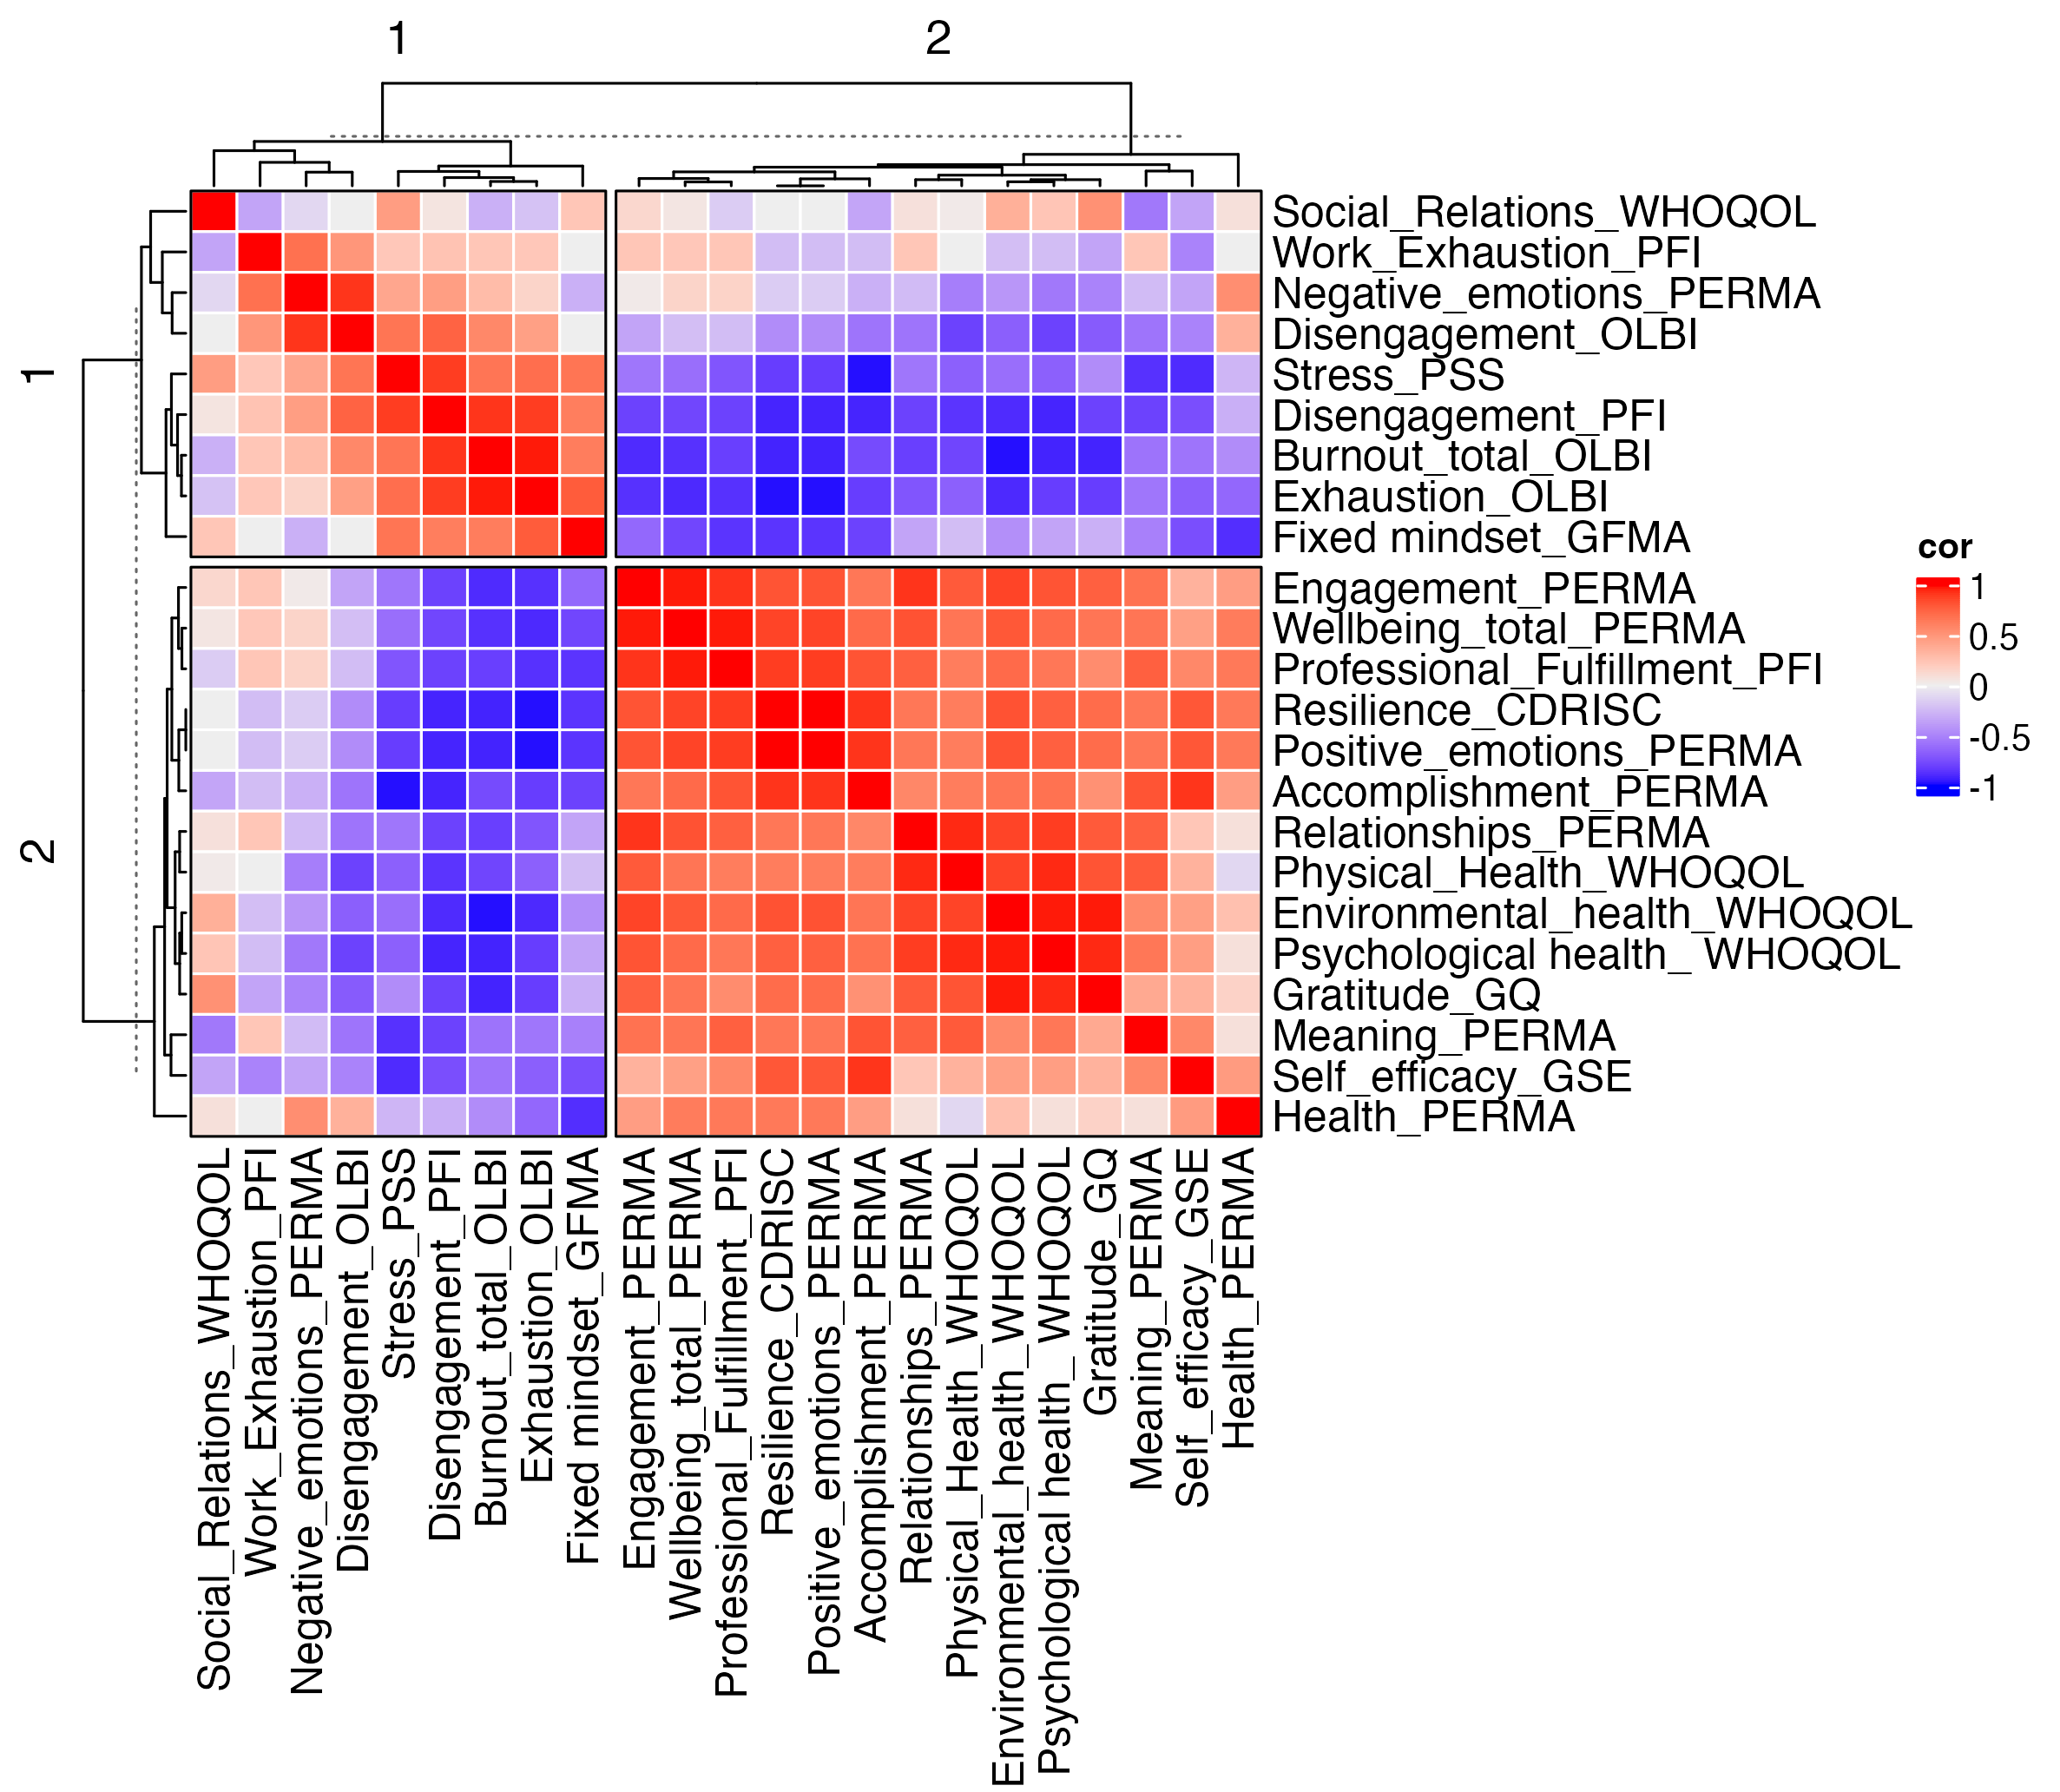 1
2
1
2
Social_Relations_WHOQOL
Work_Exhaustion_PFI
Negative_emotions_PERMA
Disengagement_OLBI
Stress_PSS
Disengagement_PFI
Burnout_total_OLBI
Exhaustion_OLBI
Fixed mindset_GFMA
Engagement_PERMA
Wellbeing_total_PERMA
Professional_Fulfillment_PFI
Resilience_CDRISC
Positive_emotions_PERMA
Accomplishment_PERMA
Relationships_PERMA
Physical_Health_WHOQOL
Environmental_health_WHOQOL
Psychological health_ WHOQOL
Gratitude_GQ
Meaning_PERMA
Self_efficacy_GSE
Health_PERMA
cor
1
0.5
0
-0.5
-1
Social_Relations_WHOQOL
Work_Exhaustion_PFI
Negative_emotions_PERMA
Disengagement_OLBI
Stress_PSS
Disengagement_PFI
Burnout_total_OLBI
Exhaustion_OLBI
Fixed mindset_GFMA
Engagement_PERMA
Wellbeing_total_PERMA
Professional_Fulfillment_PFI
Resilience_CDRISC
Positive_emotions_PERMA
Accomplishment_PERMA
Relationships_PERMA
Physical_Health_WHOQOL
Environmental_health_WHOQOL
Psychological health_ WHOQOL
Gratitude_GQ
Meaning_PERMA
Self_efficacy_GSE
Health_PERMA